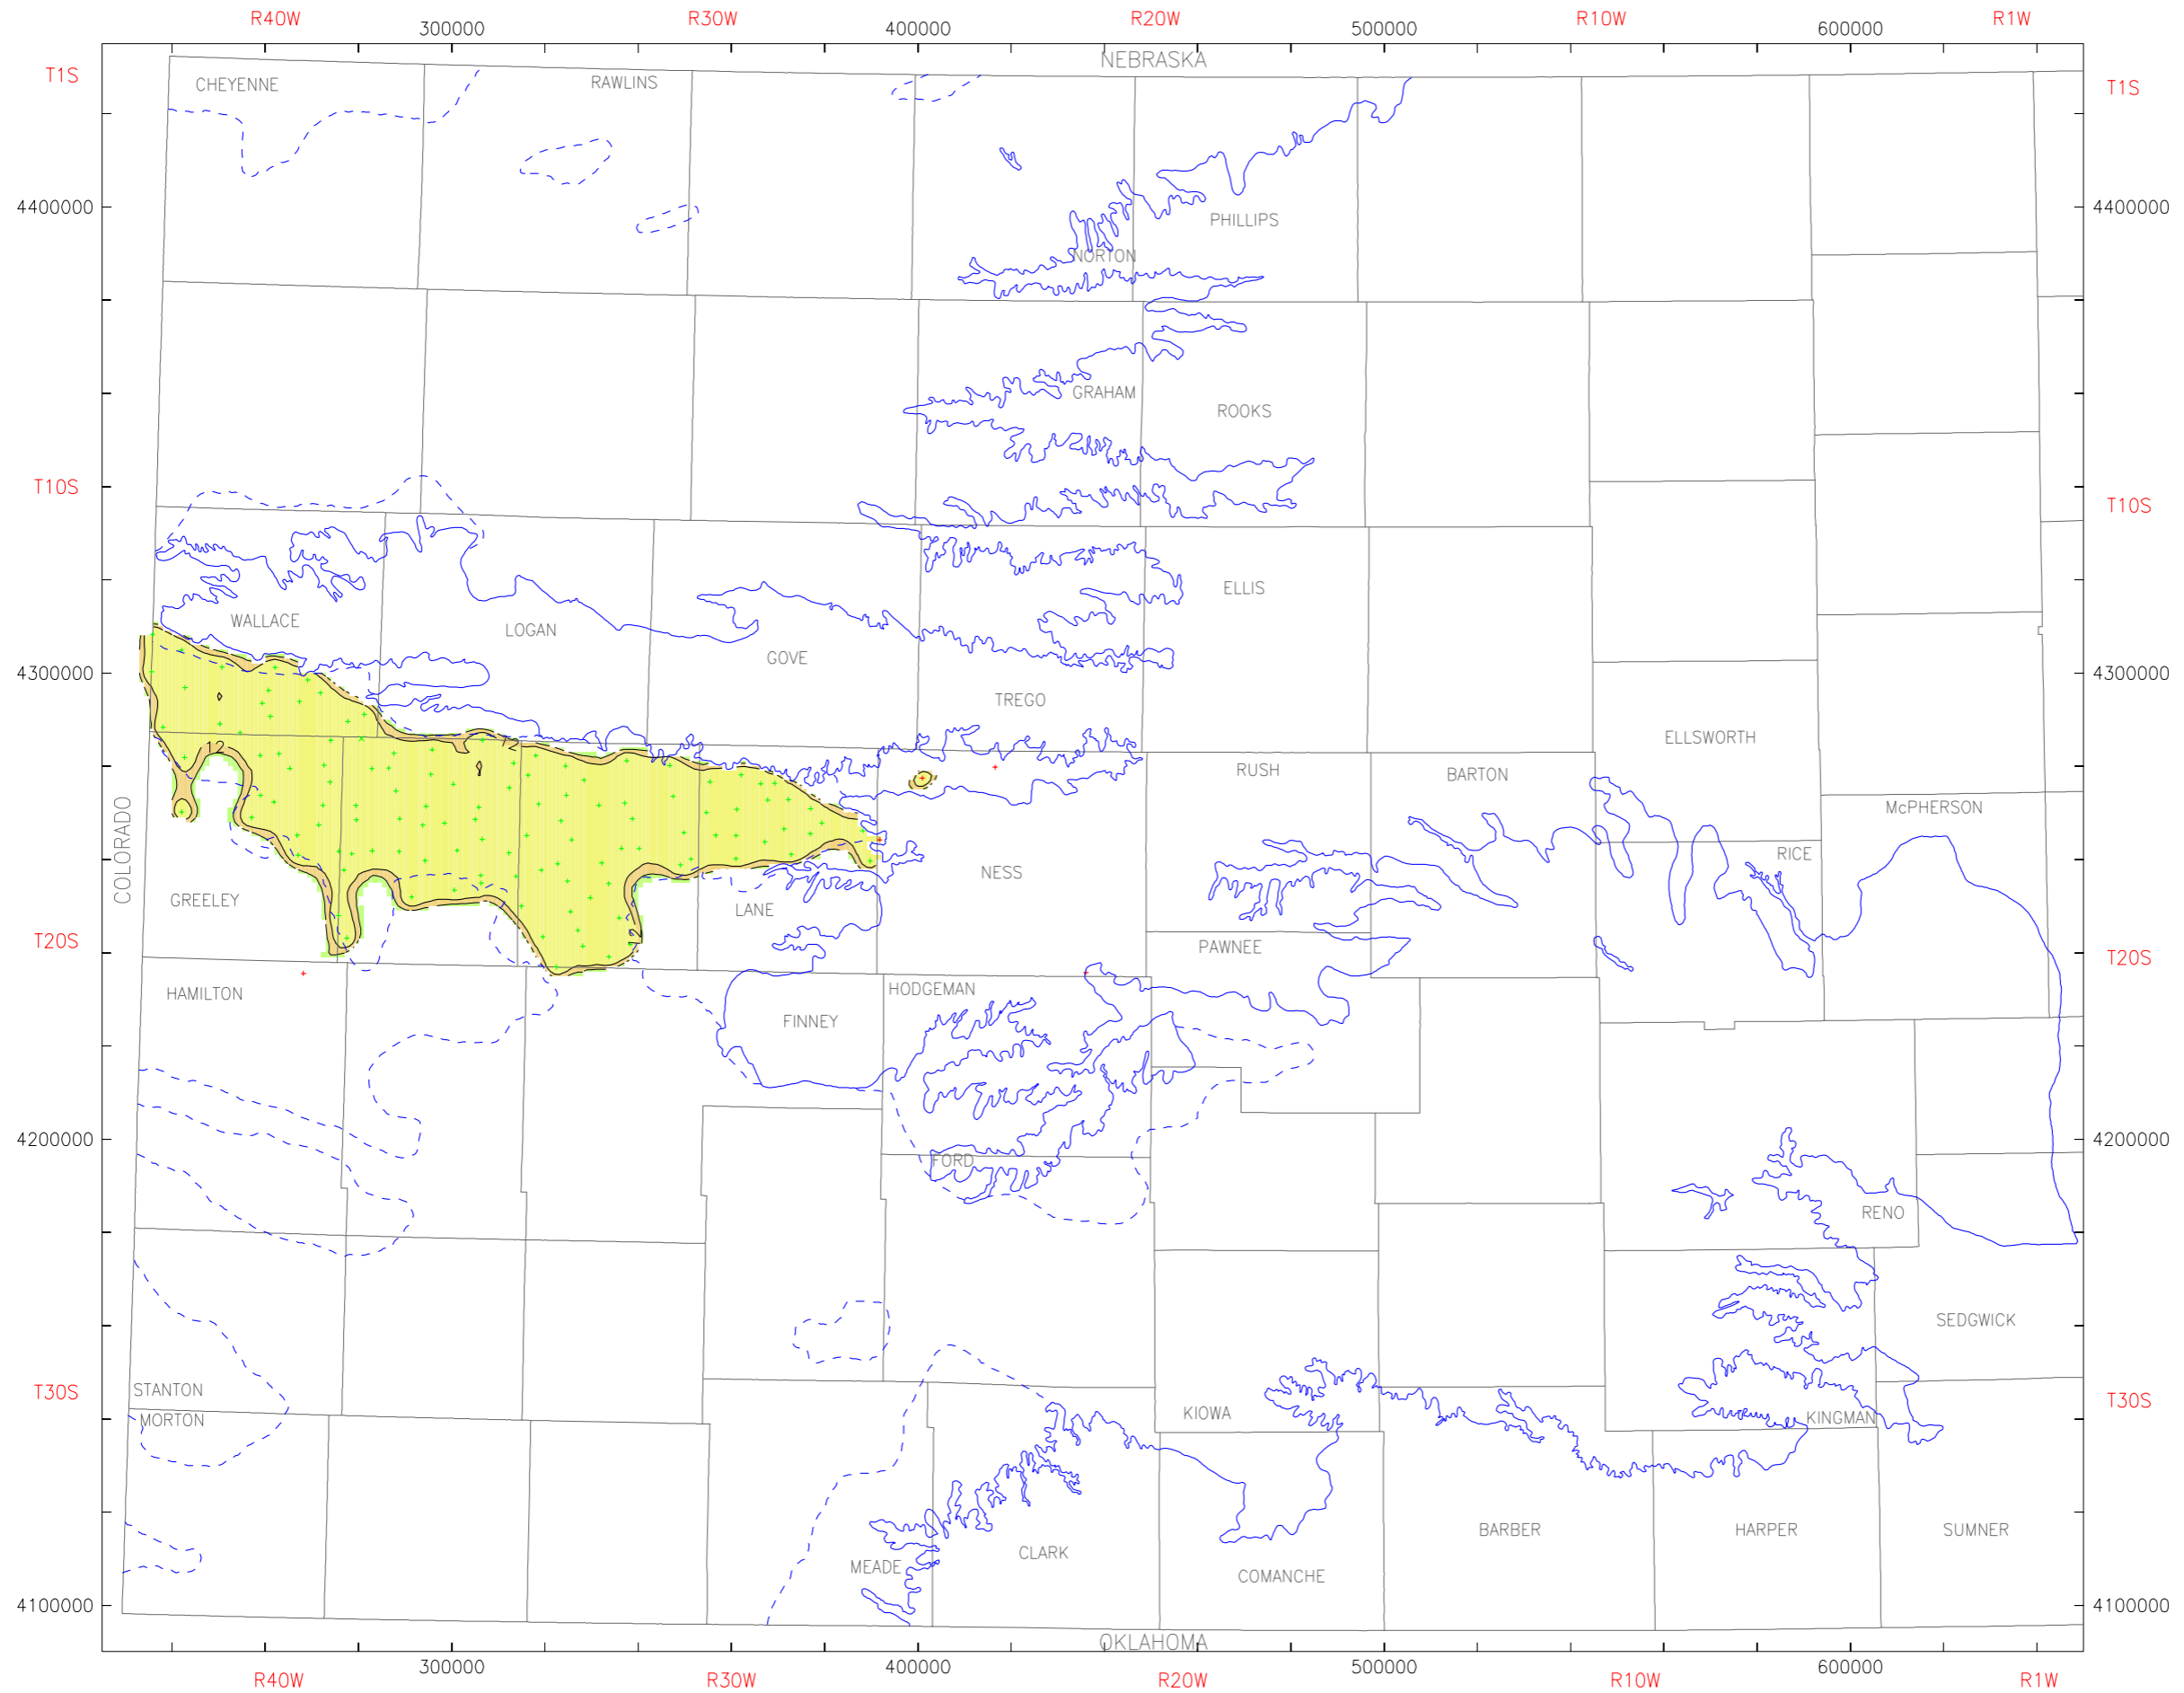 R40W R30W R20W R10W R1W
300000 400000 500000 600000
NEBRASKA
T1S T1S
CHEYENNE RAWLINS
4400000 4400000
PHILLIPS
NORTON
GRAHAM
ROOKS
T10S T10S
ELLIS
WALLACE LOGAN
GOVE
4300000 4300000
TREGO
ELLSWORTH
12 12
RUSH BARTON
McPHERSON
COLORADO
RICE
NESS
GREELEY
LANE
12
T20S T20S
PAWNEE
HAMILTON HODGEMAN
FINNEY
4200000 4200000
FORD
RENO
SEDGWICK
STANTON
T30S T30S
MORTON KIOWA KINGMAN
BARBER HARPER SUMNER
CLARK
MEADE
COMANCHE
4100000 4100000
OKLAHOMA
300000 400000 500000 600000
R40W R30W R20W R10W R1W